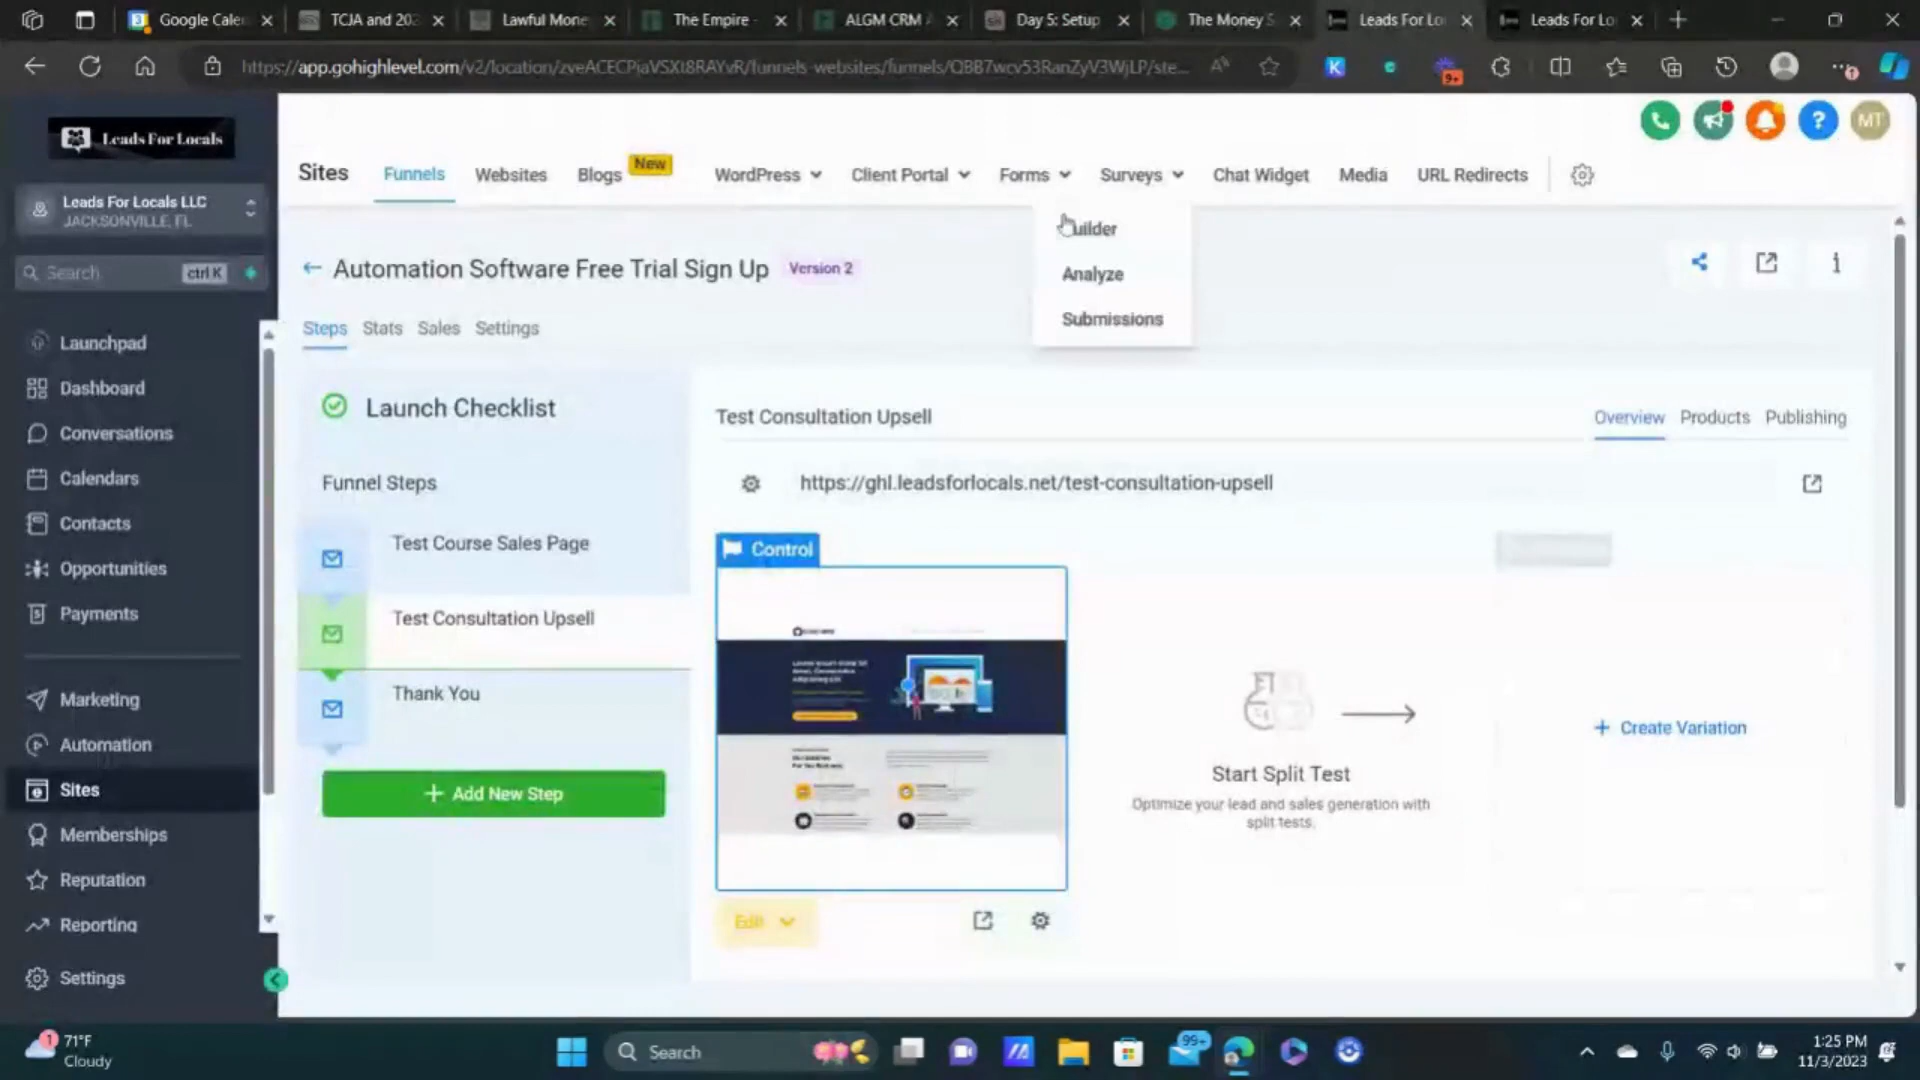 Google Cale
TCJA and 202
Lawful Mone
The Empire -
ALGM CRM A
Day 5: Setup
The Money S
Leads For Lo
Leads For Lo
https://app.gohighlevel.com/v2/location/zveACECPjaVSXt8RAYvR/funnels-websites/funnels/QBB7wcv53RanZyV3WjLP/ste...
9+
1
Leads For Locals
Leads For Locals LLC
JACKSONVILLE, FL
Search
ctrl K
Launchpad
Dashboard
Conversations
Calendars
Contacts
Opportunities
Payments
Marketing
Automation
Sites
Memberships
Reputation
Reporting
Settings
MT
Sites
Funnels
Websites
Blogs
New
WordPress
Client Portal
Forms
Surveys
Chat Widget
Media
URL Redirects
Builder
Analyze
Submissions
Automation Software Free Trial Sign Up
Version 2
Steps
Stats
Sales
Settings
Launch Checklist
Funnel Steps
Test Course Sales Page
Test Consultation Upsell
Thank You
+ Add New Step
Test Consultation Upsell
Overview
Products
Publishing
https://ghl.leadsforlocals.net/test-consultation-upsell
Control
Edit
Start Split Test
Optimize your lead and sales generation with
split tests.
+ Create Variation
1
71°F
Cloudy
Search
99+
1:25 PM
11/3/2023